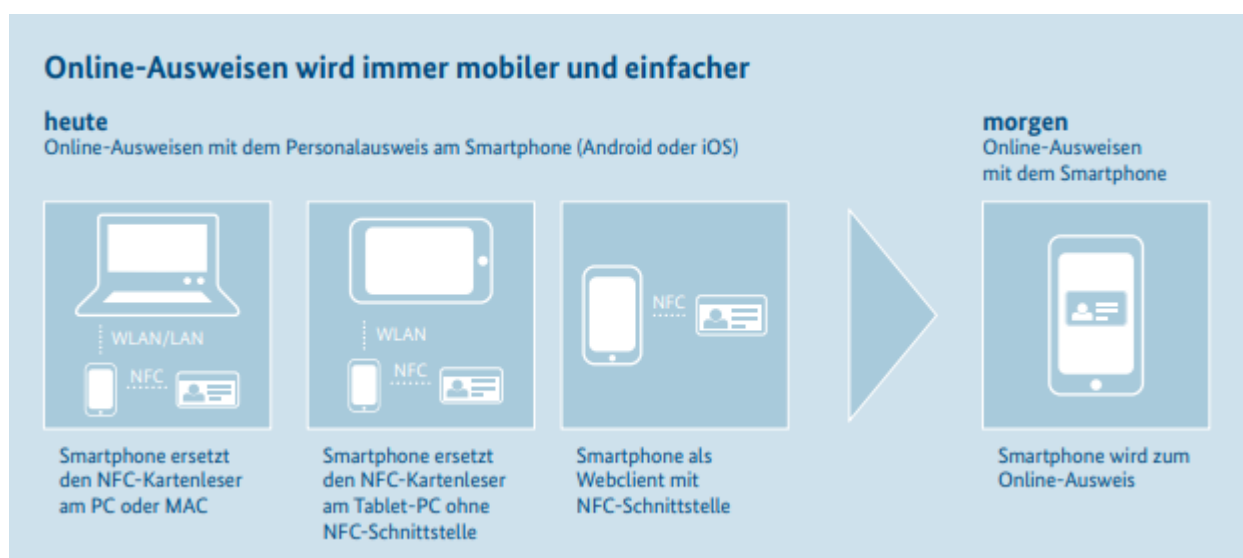 Online-Ausweisen wird immer mobiler und einfacher
heute
Online-Ausweisen mit dem Personalausweis am Smartphone (Android oder iOS)
WLAN/LAN
NFC
Smartphone ersetzt
den NFC-Kartenleser
am PC oder MAC
WLAN
NFC
Smartphone ersetzt
den NFC-Kartenleser
am Tablet-PC ohne
NFC-Schnittstelle
NFC
Smartphone als
Webclient mit
NFC-Schnittstelle
morgen
Online-Ausweisen
mit dem Smartphone
Smartphone wird zum
Online-Ausweis